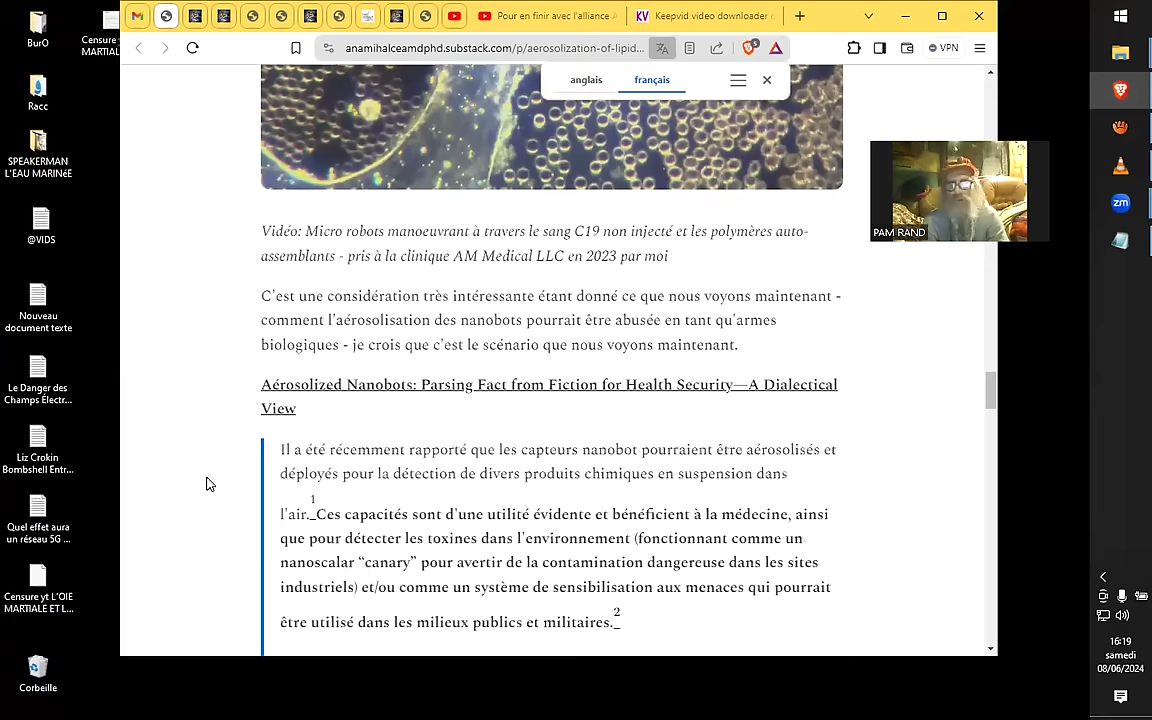 BurO
Censure yt
MARTIALE
Racc
SPEAKERMAN
L'EAU MARINéE
@VIDS
Nouveau
document texte
Le Danger des
Champs Électr...
Liz Crokin
Bombshell Entr...
Quel effet aura
un réseau 5G ...
Censure yt L'OIE
MARTIALE ET L...
Corbeille
Pour en finir avec l'alliance A
KV Keepvid video downloader
anamihalceamdphd.substack.com/p/aerosolization-of-lipid...
5
VPN
anglais français
Vidéo: Micro robots manoeuvrant à travers le sang C19 non injecté et les polymères auto-
assemblants - pris à la clinique AM Medical LLC en 2023 par moi
C'est une considération très intéressante étant donné ce que nous voyons maintenant -
comment l'aérosolisation des nanobots pourrait être abusée en tant qu'armes
biologiques - je crois que c'est le scénario que nous voyons maintenant.
Aérosolized Nanobots: Parsing Fact from Fiction for Health Security—A Dialectical
View
Il a été récemment rapporté que les capteurs nanobot pourraient être aérosolisés et
déployés pour la détection de divers produits chimiques en suspension dans
l'air.1 Ces capacités sont d'une utilité évidente et bénéficient à la médecine, ainsi
que pour détecter les toxines dans l'environnement (fonctionnant comme un
nanoscalar “canary” pour avertir de la contamination dangereuse dans les sites
industriels) et/ou comme un système de sensibilisation aux menaces qui pourrait
être utilisé dans les milieux publics et militaires.2
PAM RAND
zm
16:19
samedi
08/06/2024